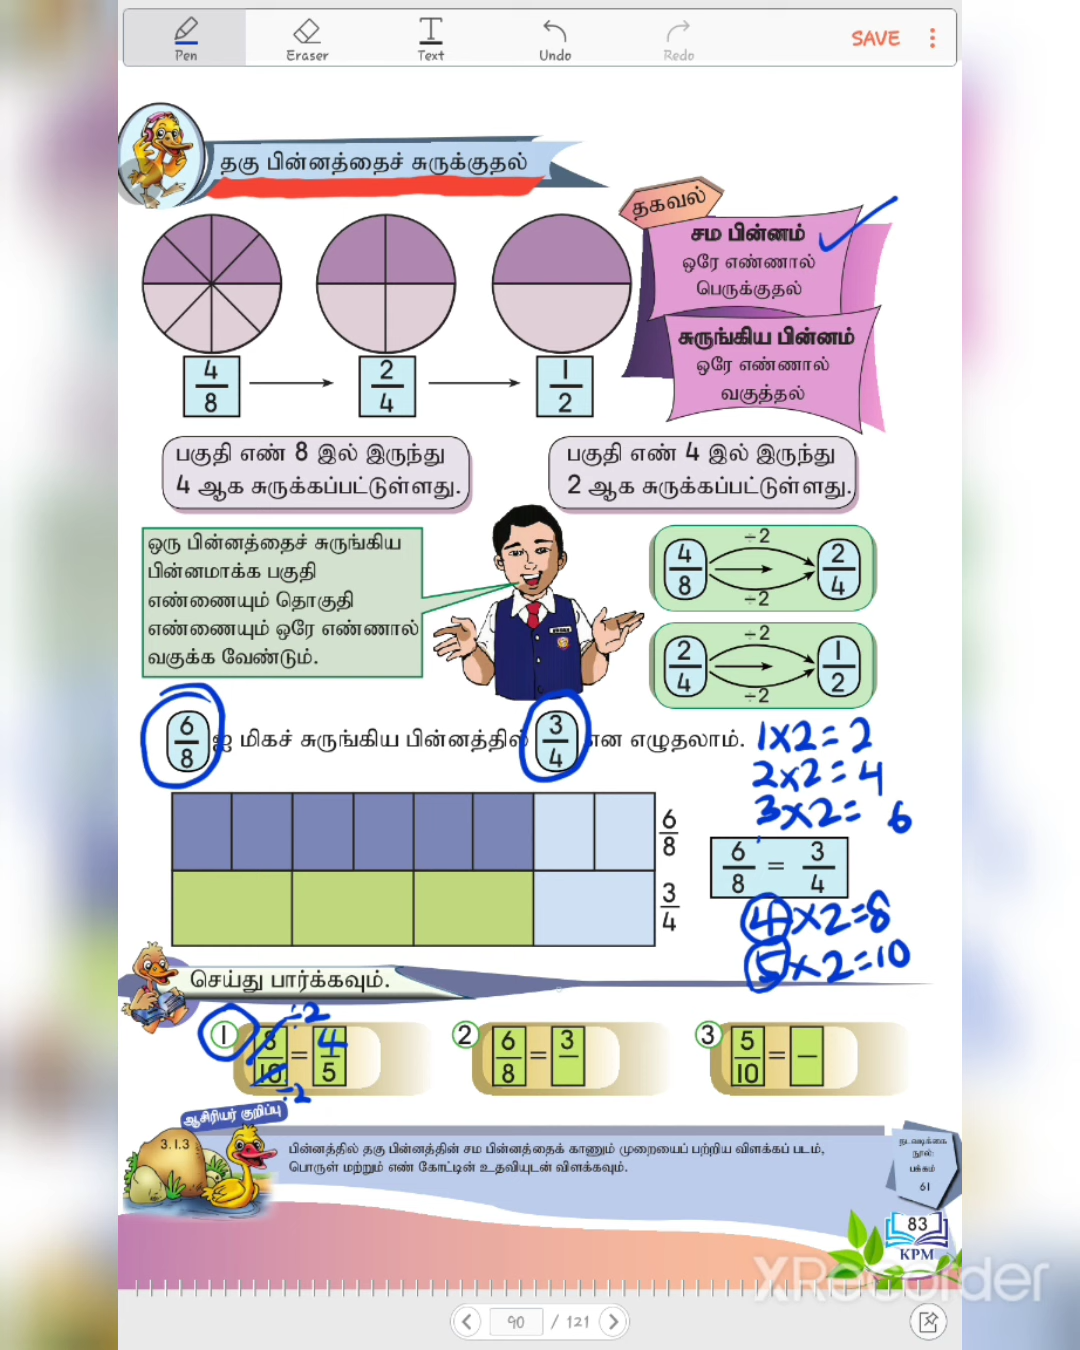 Pen
Eraser
Text
Undo
Redo
SAVE
தகு பின்னத்தைச் சுருக்குதல்
தகவல்
சம பின்னம்
ஒரே எண்ணால்
பெருக்குதல்
சுருங்கிய பின்னம்
ஒரே எண்ணால்
வகுத்தல்
4/8 → 2/4 → 1/2
பகுதி எண் 8 இல் இருந்து
4 ஆக சுருக்கப்பட்டுள்ளது.
பகுதி எண் 4 இல் இருந்து
2 ஆக சுருக்கப்பட்டுள்ளது.
ஒரு பின்னத்தைச் சுருங்கிய
பின்னமாக்க பகுதி
எண்ணையும் தொகுதி
எண்ணையும் ஒரே எண்ணால்
வகுக்க வேண்டும்.
÷2
4/8 → 2/4
÷2
÷2
2/4 → 1/2
÷2
6/8 ஐ மிகச் சுருங்கிய பின்னத்தில் 3/4 என எழுதலாம்.
1x2=2
2x2=4
3x2= 6
6/8
6/8 = 3/4
3/4
4x2=8
5x2=10
செய்து பார்க்கவும்.
÷2
1 8/10 = 4/5
÷2
2 6/8 = 3/
3 5/10 = –
ஆசிரியர் குறிப்பு
3.1.3
பின்னத்தில் தகு பின்னத்தின் சம பின்னத்தைக் காணும் முறையைப் பற்றிய விளக்கப் படம்,
பொருள் மற்றும் எண் கோட்டின் உதவியுடன் விளக்கவும்.
நடவடிக்கை
நூல்:
பக்கம்
61
83
KPM
XRecorder
90 / 121